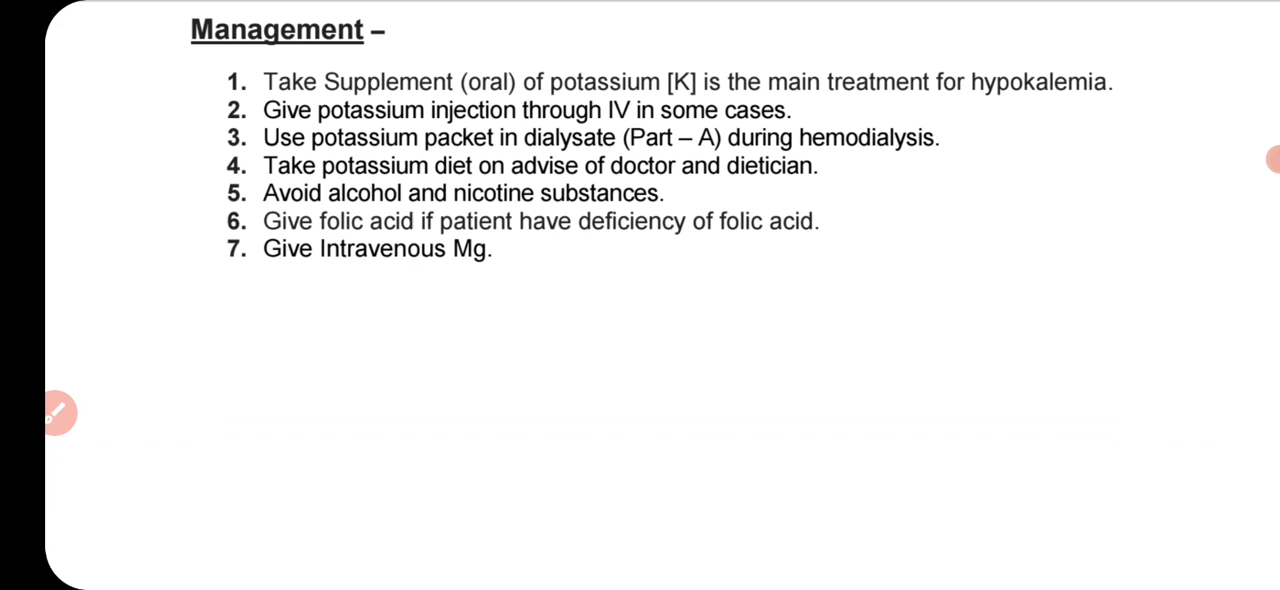 Management –
1. Take Supplement (oral) of potassium [K] is the main treatment for hypokalemia.
2. Give potassium injection through IV in some cases.
3. Use potassium packet in dialysate (Part – A) during hemodialysis.
4. Take potassium diet on advise of doctor and dietician.
5. Avoid alcohol and nicotine substances.
6. Give folic acid if patient have deficiency of folic acid.
7. Give Intravenous Mg.